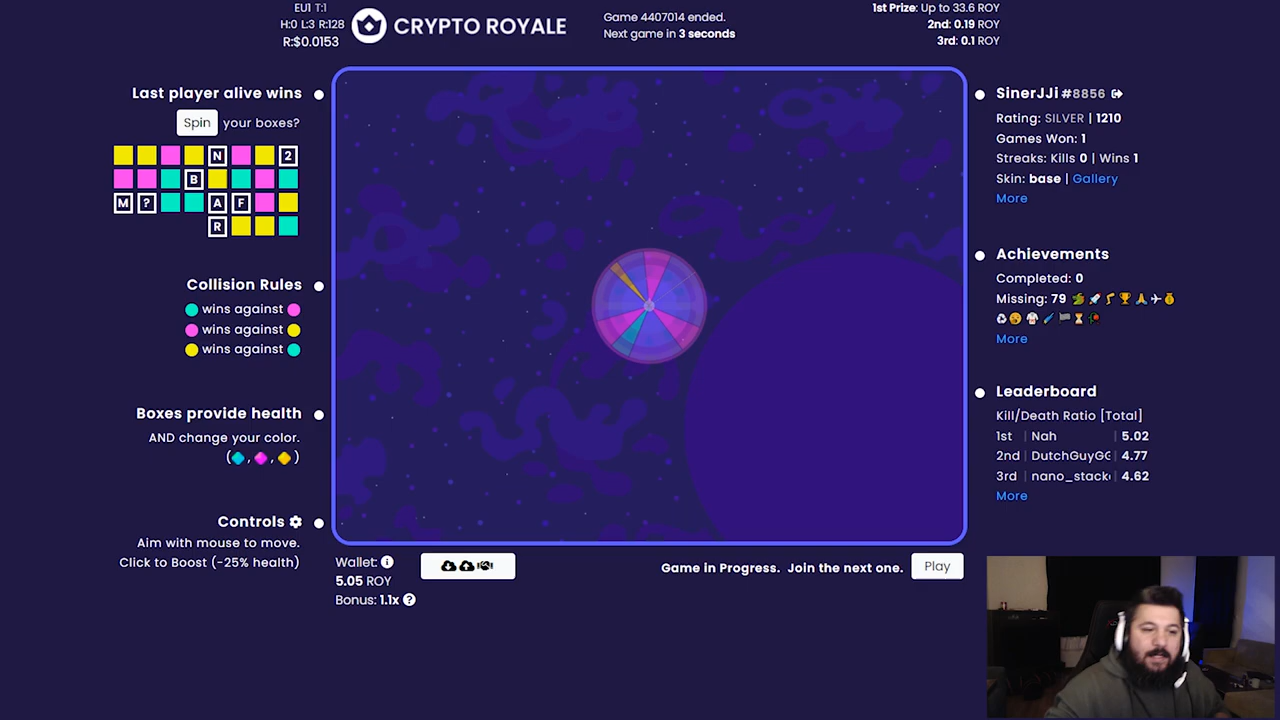 EU1 T:1
H:0 L:3 R:128
R:$0.0153
CRYPTO ROYALE
Game 4407014 ended.
Next game in 3 seconds
1st Prize: Up to 33.6 ROY
2nd: 0.19 ROY
3rd: 0.1 ROY
Last player alive wins
Spin your boxes?
N 2
B
M ? A F
R
Collision Rules
wins against
wins against
wins against
Boxes provide health
AND change your color.
( , , )
Controls
Aim with mouse to move.
Click to Boost (-25% health)
Wallet:
5.05 ROY
Bonus: 1.1x ?
Game in Progress. Join the next one. Play
SinerJJi #8856
Rating: SILVER | 1210
Games Won: 1
Streaks: Kills 0 | Wins 1
Skin: base | Gallery
More
Achievements
Completed: 0
Missing: 79
More
Leaderboard
Kill/Death Ratio [Total]
1st | Nah | 5.02
2nd | DutchGuyGC | 4.77
3rd | nano_stack | 4.62
More